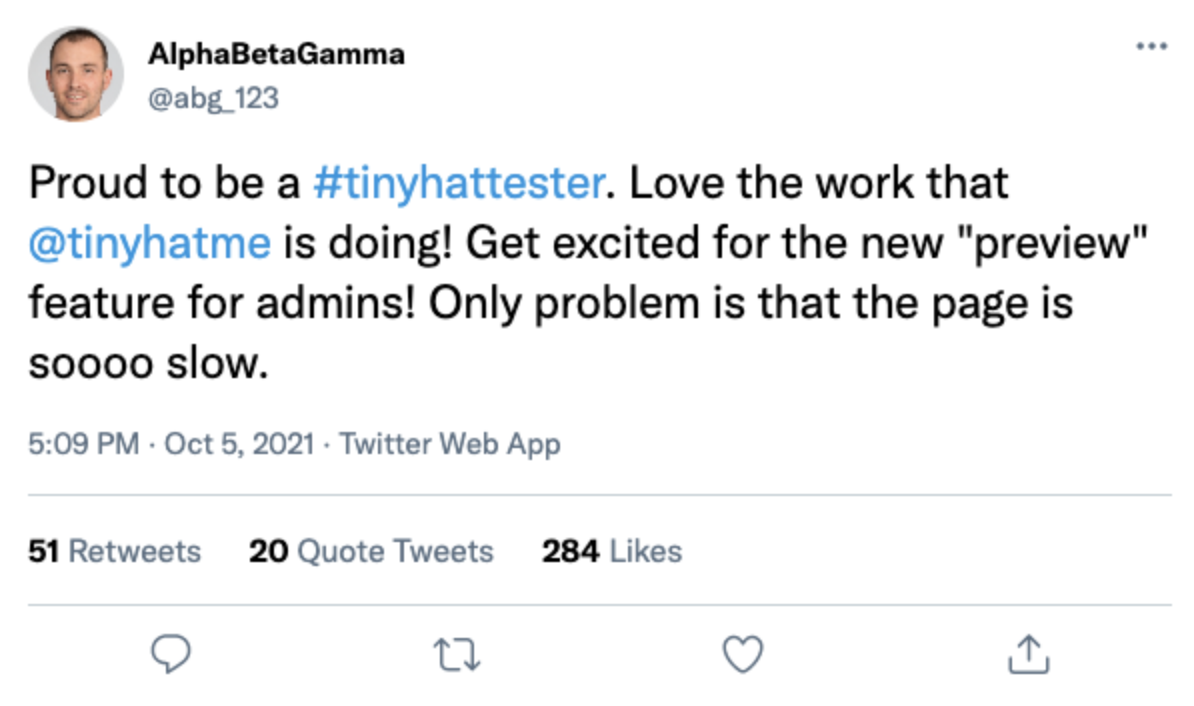 AlphaBetaGamma
@abg_123
Proud to be a #tinyhattester. Love the work that
@tinyhatme is doing! Get excited for the new "preview"
feature for admins! Only problem is that the page is
soooo slow.
5:09 PM · Oct 5, 2021 · Twitter Web App
51 Retweets 20 Quote Tweets 284 Likes